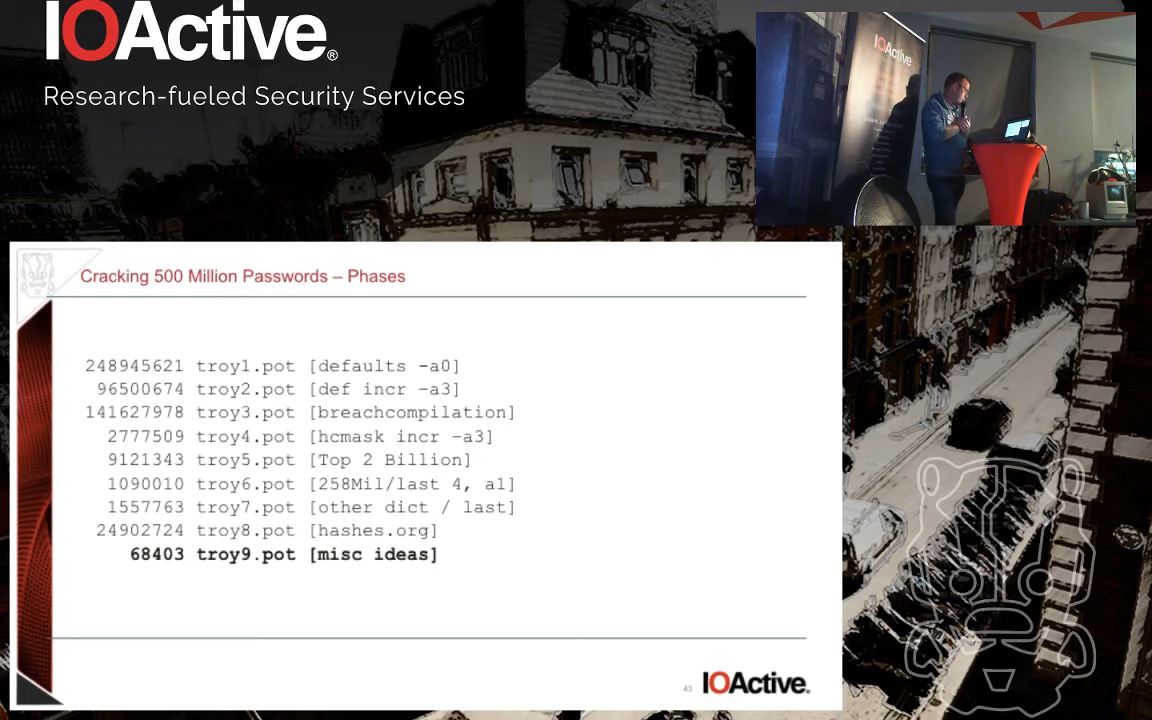 IOActive®
Research-fueled Security Services
IOActive
Cracking 500 Million Passwords – Phases
248945621 troy1.pot [defaults -a0]
96500674 troy2.pot [def incr –a3]
141627978 troy3.pot [breachcompilation]
2777509 troy4.pot [hcmask incr –a3]
9121343 troy5.pot [Top 2 Billion]
1090010 troy6.pot [258Mil/last 4, a1]
1557763 troy7.pot [other dict / last]
24902724 troy8.pot [hashes.org]
68403 troy9.pot [misc ideas]
43 IOActive.